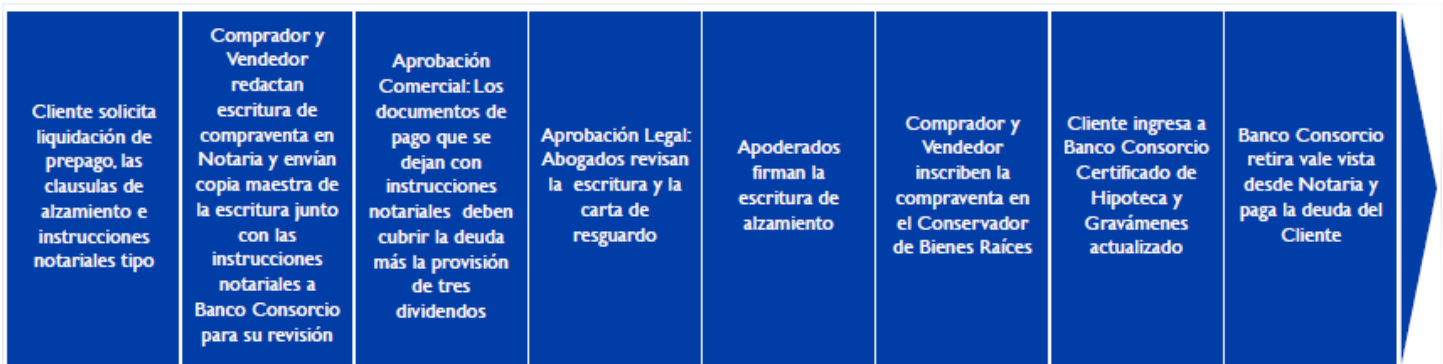 Cliente solicita
liquidación de
prepago, las
clausulas de
alzamiento e
instrucciones
notariales tipo
Comprador y
Vendedor
redactan
escritura de
compraventa en
Notaria y envían
copia maestra de
la escritura junto
con las
instrucciones
notariales a
Banco Consorcio
para su revisión
Aprobación
Comercial: Los
documentos de
pago que se
dejan con
instrucciones
notariales deben
cubrir la deuda
más la provisión
de tres
dividendos
Aprobación Legal:
Abogados revisan
la escritura y la
carta de
resguardo
Apoderados
firman la
escritura de
alzamiento
Comprador y
Vendedor
inscriben la
compraventa en
el Conservador
de Bienes Raíces
Cliente ingresa a
Banco Consorcio
Certificado de
Hipoteca y
Gravámenes
actualizado
Banco Consorcio
retira vale vista
desde Notaria y
paga la deuda del
Cliente